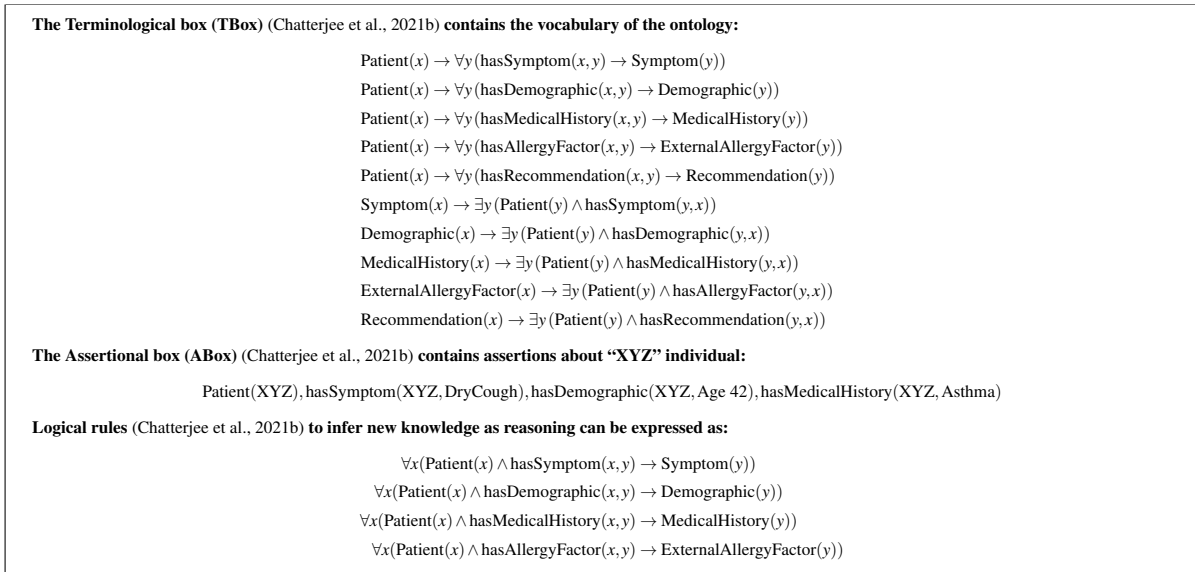 The Terminological box (TBox) (Chatterjee et al., 2021b) contains the vocabulary of the ontology:
Patient(x) → ∀y(hasSymptom(x,y) → Symptom(y))
Patient(x) → ∀y(hasDemographic(x,y) → Demographic(y))
Patient(x) → ∀y(hasMedicalHistory(x,y) → MedicalHistory(y))
Patient(x) → ∀y(hasAllergyFactor(x,y) → ExternalAllergyFactor(y))
Patient(x) → ∀y(hasRecommendation(x,y) → Recommendation(y))
Symptom(x) → ∃y(Patient(y) ∧ hasSymptom(y,x))
Demographic(x) → ∃y(Patient(y) ∧ hasDemographic(y,x))
MedicalHistory(x) → ∃y(Patient(y) ∧ hasMedicalHistory(y,x))
ExternalAllergyFactor(x) → ∃y(Patient(y) ∧ hasAllergyFactor(y,x))
Recommendation(x) → ∃y(Patient(y) ∧ hasRecommendation(y,x))
The Assertional box (ABox) (Chatterjee et al., 2021b) contains assertions about “XYZ” individual:
Patient(XYZ), hasSymptom(XYZ, DryCough), hasDemographic(XYZ, Age 42), hasMedicalHistory(XYZ, Asthma)
Logical rules (Chatterjee et al., 2021b) to infer new knowledge as reasoning can be expressed as:
∀x(Patient(x) ∧ hasSymptom(x,y) → Symptom(y))
∀x(Patient(x) ∧ hasDemographic(x,y) → Demographic(y))
∀x(Patient(x) ∧ hasMedicalHistory(x,y) → MedicalHistory(y))
∀x(Patient(x) ∧ hasAllergyFactor(x,y) → ExternalAllergyFactor(y))